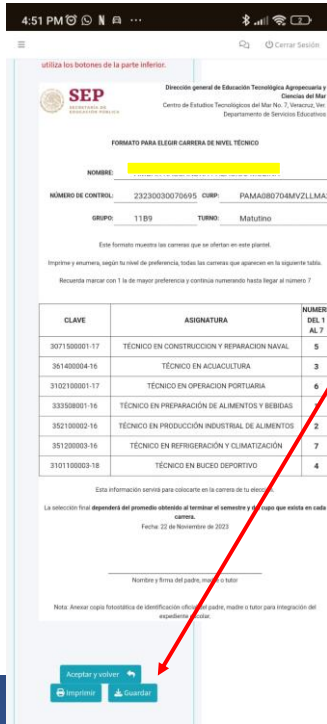 4:51 PM
Cerrar Sesión
utiliza los botones de la parte inferior.
SEP
SECRETARÍA DE
EDUCACIÓN PÚBLICA
Dirección general de Educación Tecnológica Agropecuaria y
Ciencias del Mar
Centro de Estudios Tecnológicos del Mar No. 7, Veracruz, Ver.
Departamento de Servicios Educativos
FORMATO PARA ELEGIR CARRERA DE NIVEL TÉCNICO
NOMBRE:
NÚMERO DE CONTROL: 23230030070695 CURP: PAMA080704MVZLLMA
GRUPO: 11B9 TURNO: Matutino
Este formato muestra las carreras que se ofertan en este plantel.
Imprime y enumera, según tu nivel de preferencia, todas las carreras que aparecen en la siguiente tabla.
Recuerda marcar con 1 la de mayor preferencia y continúa numerando hasta llegar al número 7
CLAVE ASIGNATURA NUMER DEL 1 AL 7
3071500001-17 TÉCNICO EN CONSTRUCCION Y REPARACION NAVAL 5
361400004-16 TÉCNICO EN ACUACULTURA 3
3102100001-17 TÉCNICO EN OPERACION PORTUARIA 6
333508001-16 TÉCNICO EN PREPARACIÓN DE ALIMENTOS Y BEBIDAS
352100002-16 TÉCNICO EN PRODUCCIÓN INDUSTRIAL DE ALIMENTOS 2
351200003-16 TÉCNICO EN REFRIGERACIÓN Y CLIMATIZACIÓN 7
3101100003-18 TÉCNICO EN BUCEO DEPORTIVO 4
Esta información servirá para colocarte en la carrera de tu elección.
La selección final dependerá del promedio obtenido al terminar el semestre y del cupo que exista en cada
carrera.
Fecha: 22 de Noviembre de 2023
Nombre y firma del padre, madre o tutor
Nota: Anexar copia fotostática de identificación oficial del padre, madre o tutor para integración del
expediente escolar.
Aceptar y volver
Imprimir Guardar